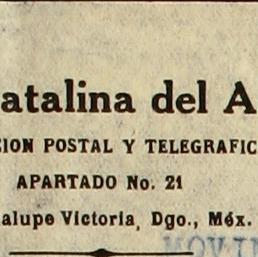 atalina del A
CION POSTAL Y TELEGRAFIC
APARTADO No. 21
alupe Victoria, Dgo., Méx.